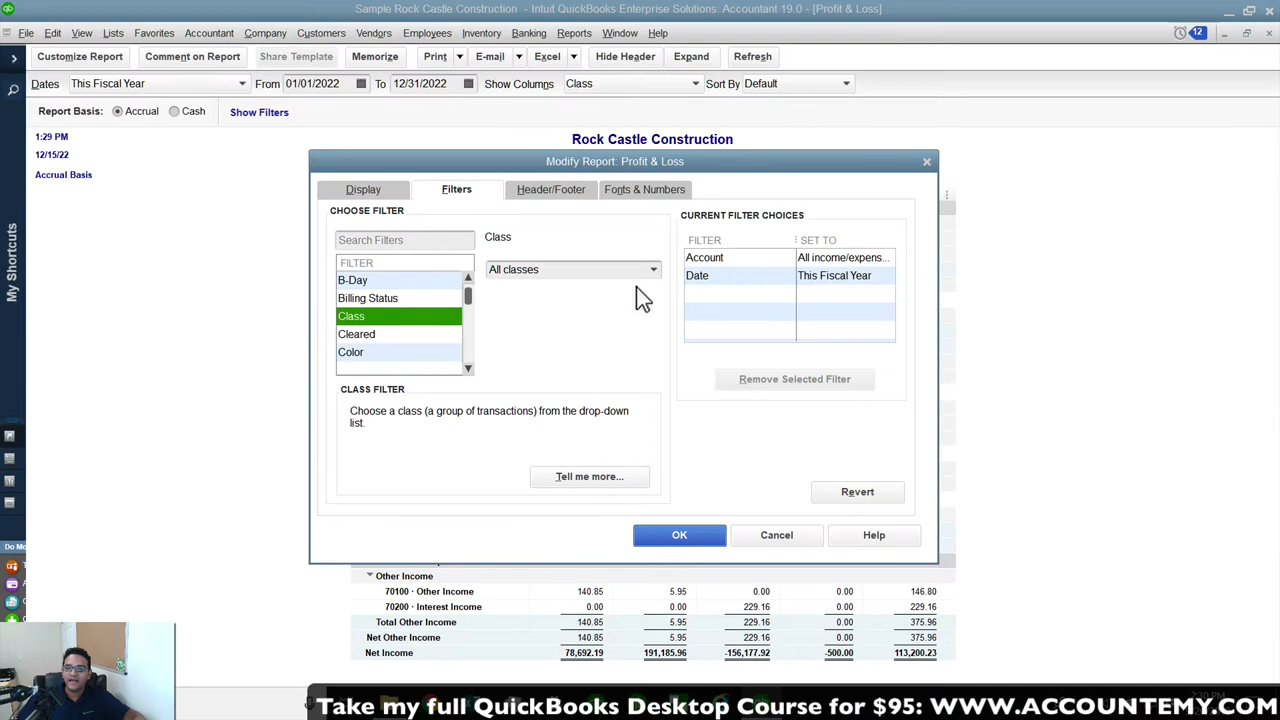 Sample Rock Castle Construction - Intuit QuickBooks Enterprise Solutions: Accountant 19.0 - [Profit & Loss]
File Edit View Lists Favorites Accountant Company Customers Vendors Employees Inventory Banking Reports Window Help 12
Customize Report Comment on Report Share Template Memorize Print E-mail Excel Hide Header Expand Refresh
Dates This Fiscal Year From 01/01/2022 To 12/31/2022 Show Columns Class Sort By Default
Report Basis: Accrual Cash Show Filters
1:29 PM
Rock Castle Construction
12/15/22
Accrual Basis
My Shortcuts
Modify Report: Profit & Loss
Display Filters Header/Footer Fonts & Numbers
CHOOSE FILTER
Search Filters
FILTER
B-Day
Billing Status
Class
Cleared
Color
Class
All classes
CLASS FILTER
Choose a class (a group of transactions) from the drop-down
list.
Tell me more...
CURRENT FILTER CHOICES
FILTER SET TO
Account All income/expens...
Date This Fiscal Year
Remove Selected Filter
Revert
OK Cancel Help
Other Income
70100 · Other Income 140.85 5.95 0.00 0.00 146.80
70200 · Interest Income 0.00 0.00 229.16 0.00 229.16
Total Other Income 140.85 5.95 229.16 0.00 375.96
Net Other Income 140.85 5.95 229.16 0.00 375.96
Net Income 78,692.19 191,185.96 -156,177.92 -500.00 113,200.23
Take my full QuickBooks Desktop Course for $95: WWW.ACCOUNTEMY.COM